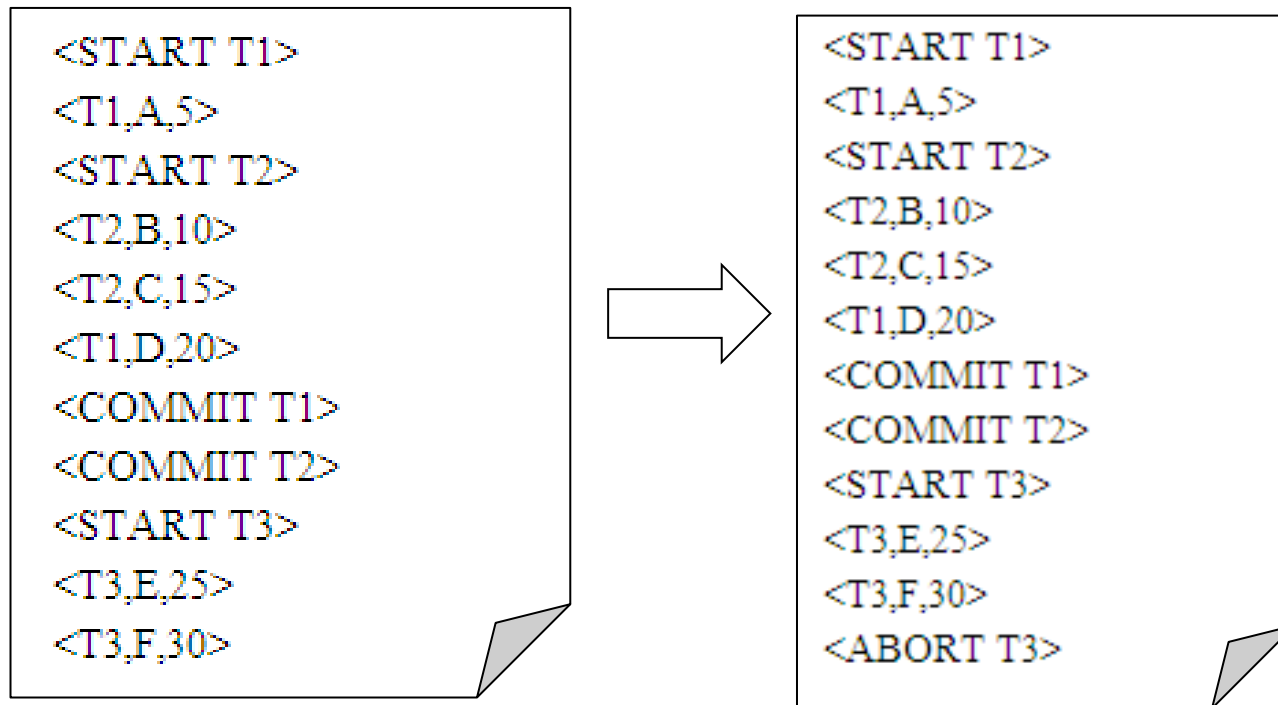 <START T1>
<T1,A,5>
<START T2>
<T2,B,10>
<T2,C,15>
<T1,D,20>
<COMMIT T1>
<COMMIT T2>
<START T3>
<T3,E,25>
<T3,F,30>
<START T1>
<T1,A,5>
<START T2>
<T2,B,10>
<T2,C,15>
<T1,D,20>
<COMMIT T1>
<COMMIT T2>
<START T3>
<T3,E,25>
<T3,F,30>
<ABORT T3>